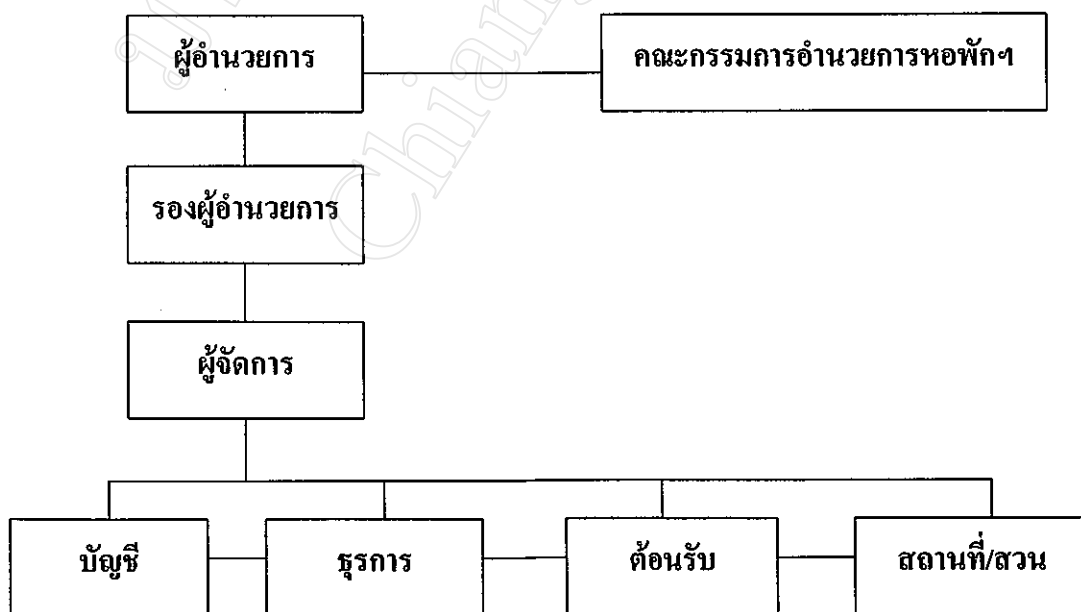 ผู้อำนวยการ
คณะกรรมการอำนวยการหอพักฯ
รองผู้อำนวยการ
ผู้จัดการ
บัญชี
ธุรการ
ต้อนรับ
สถานที่/สวน
Chiang